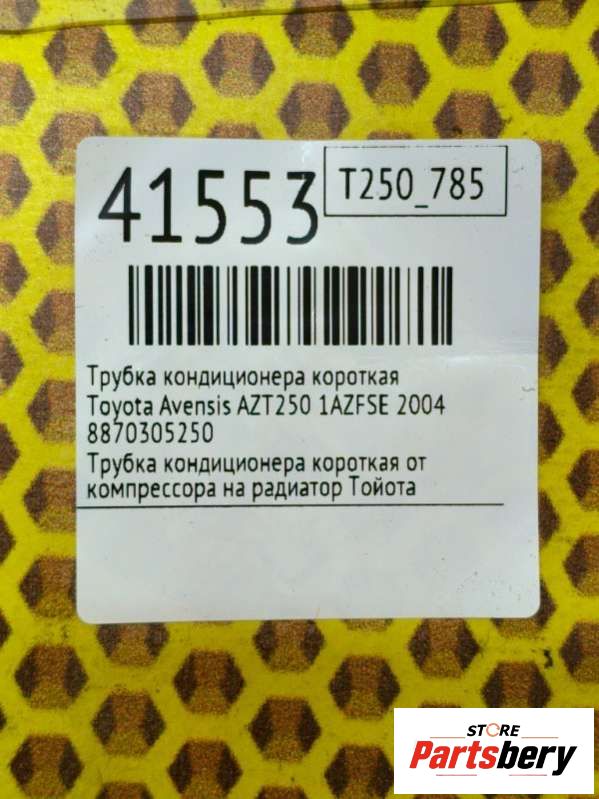 41553
T250_785
Трубка кондиционера короткая
Toyota Avensis AZT250 1AZFSE 2004
8870305250
Трубка кондиционера короткая от
компрессора на радиатор Тойота
STORE
Partsbery